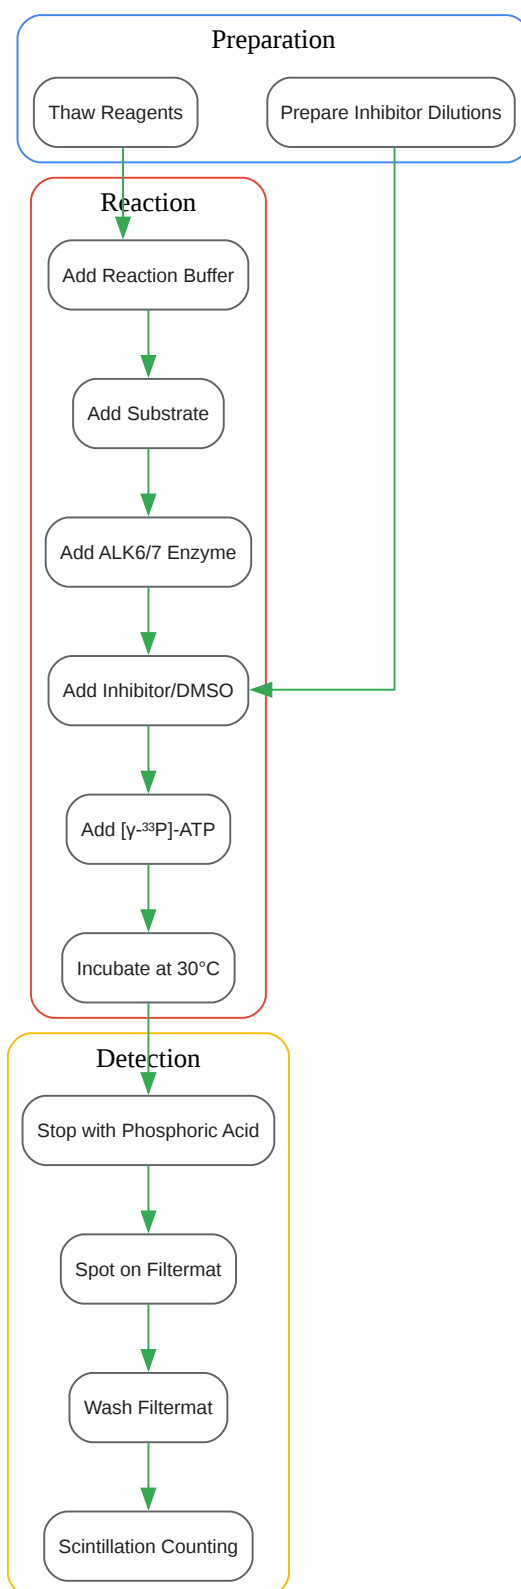 Preparation
Thaw Reagents
Prepare Inhibitor Dilutions
Reaction
Add Reaction Buffer
Add Substrate
Add ALK6/7 Enzyme
Add Inhibitor/DMSO
Add [γ-³³P]-ATP
Incubate at 30°C
Detection
Stop with Phosphoric Acid
Spot on Filtermat
Wash Filtermat
Scintillation Counting